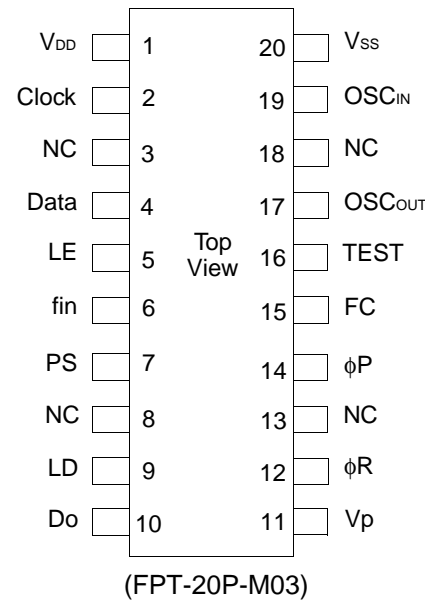 VDD 1 20 VSS
Clock 2 19 OSCIN
NC 3 18 NC
Data 4 17 OSCOUT
LE 5 Top View 16 TEST
fin 6 15 FC
PS 7 14 ϕP
NC 8 13 NC
LD 9 12 ϕR
Do 10 11 Vp
(FPT-20P-M03)